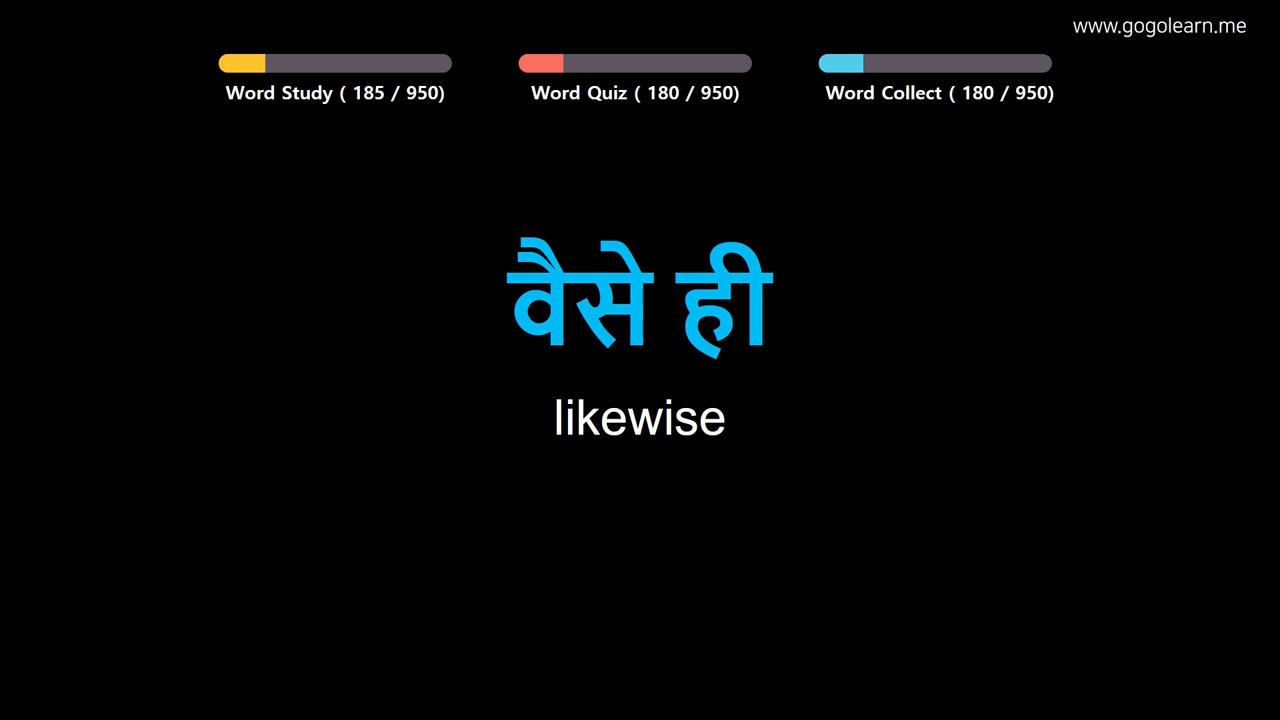 www.gogolearn.me
Word Study ( 185 / 950)
Word Quiz ( 180 / 950)
Word Collect ( 180 / 950)
वैसे ही
likewise